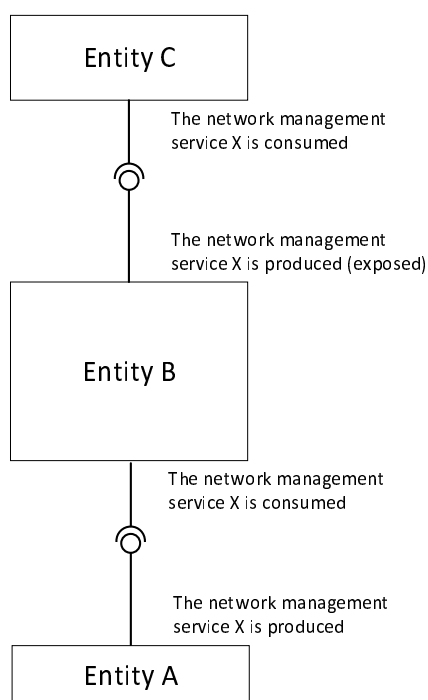 Entity C
The network management
service X is consumed
The network management
service X is produced (exposed)
Entity B
The network management
service X is consumed
The network management
service X is produced
Entity A